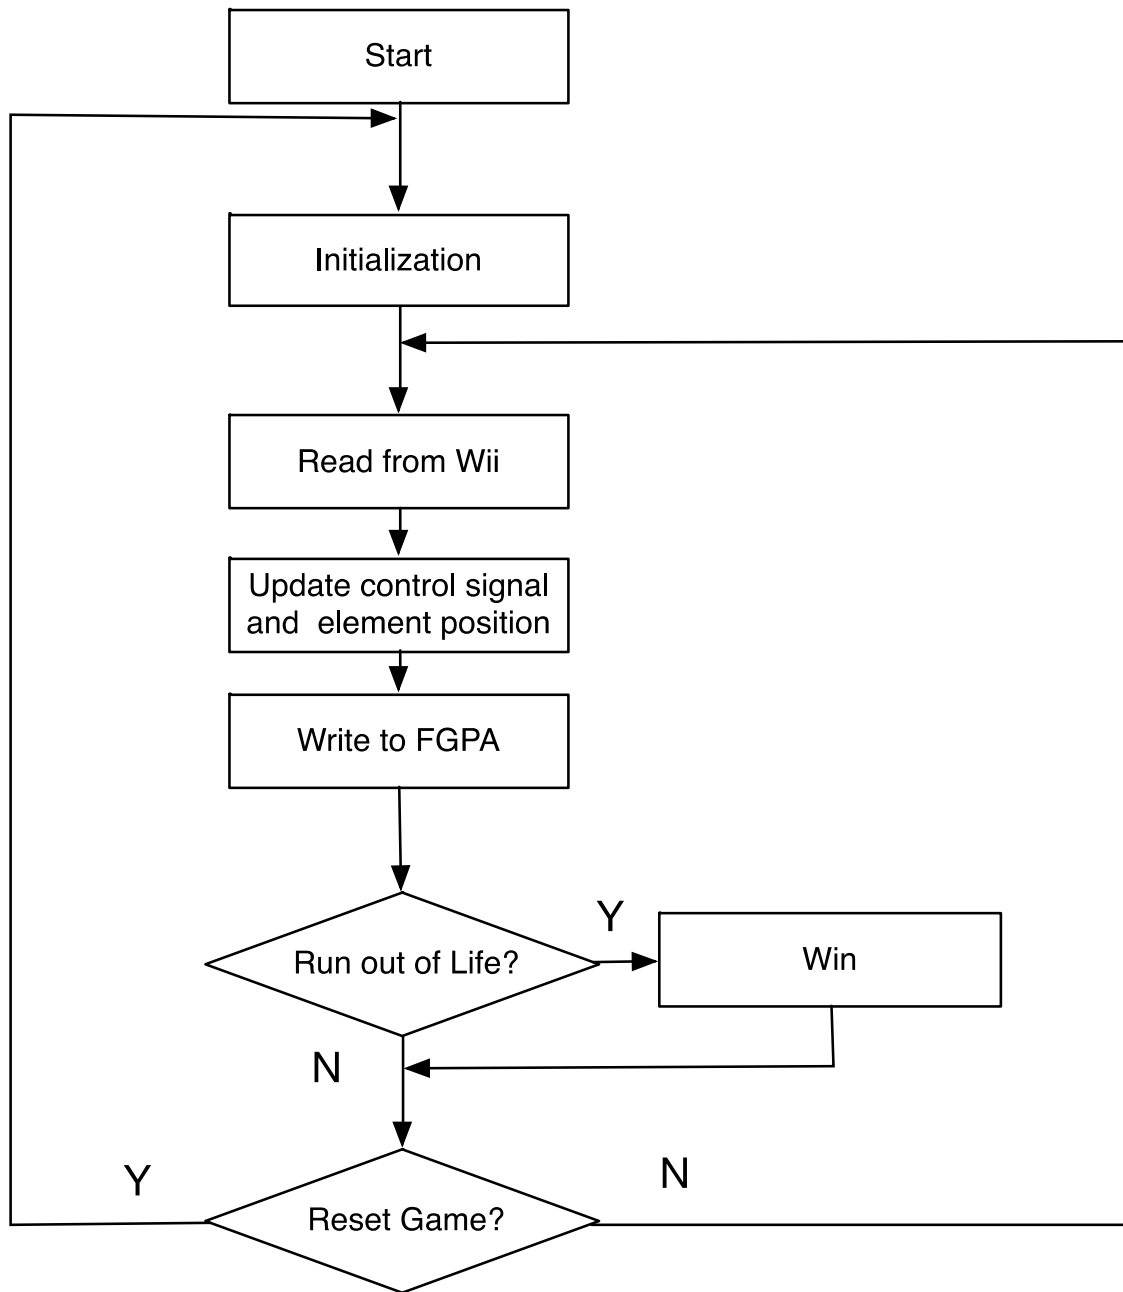 Start
Initialization
Read from Wii
Update control signal
and  element position
Write to FGPA
Run out of Life?
Y
Win
N
Reset Game?
Y
N